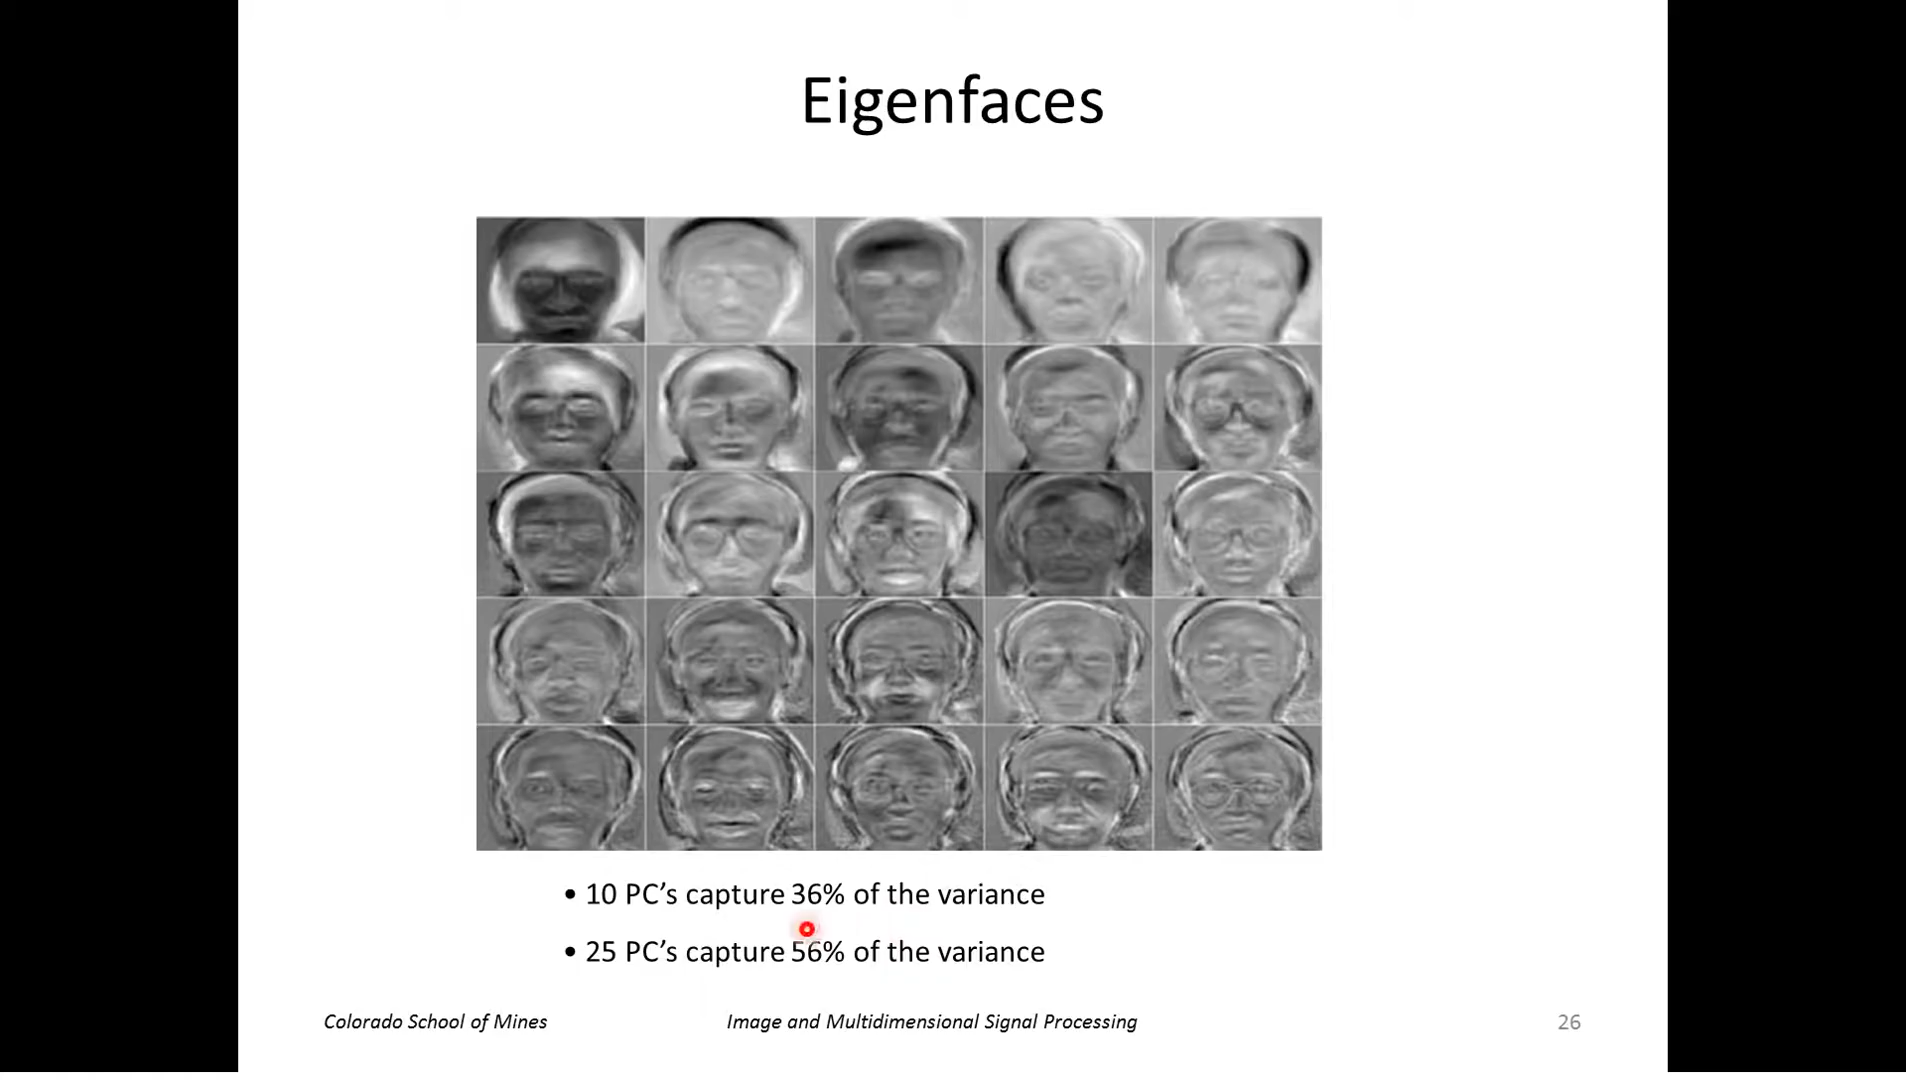 Eigenfaces
• 10 PC’s capture 36% of the variance
• 25 PC’s capture 56% of the variance
Colorado School of Mines
Image and Multidimensional Signal Processing
26